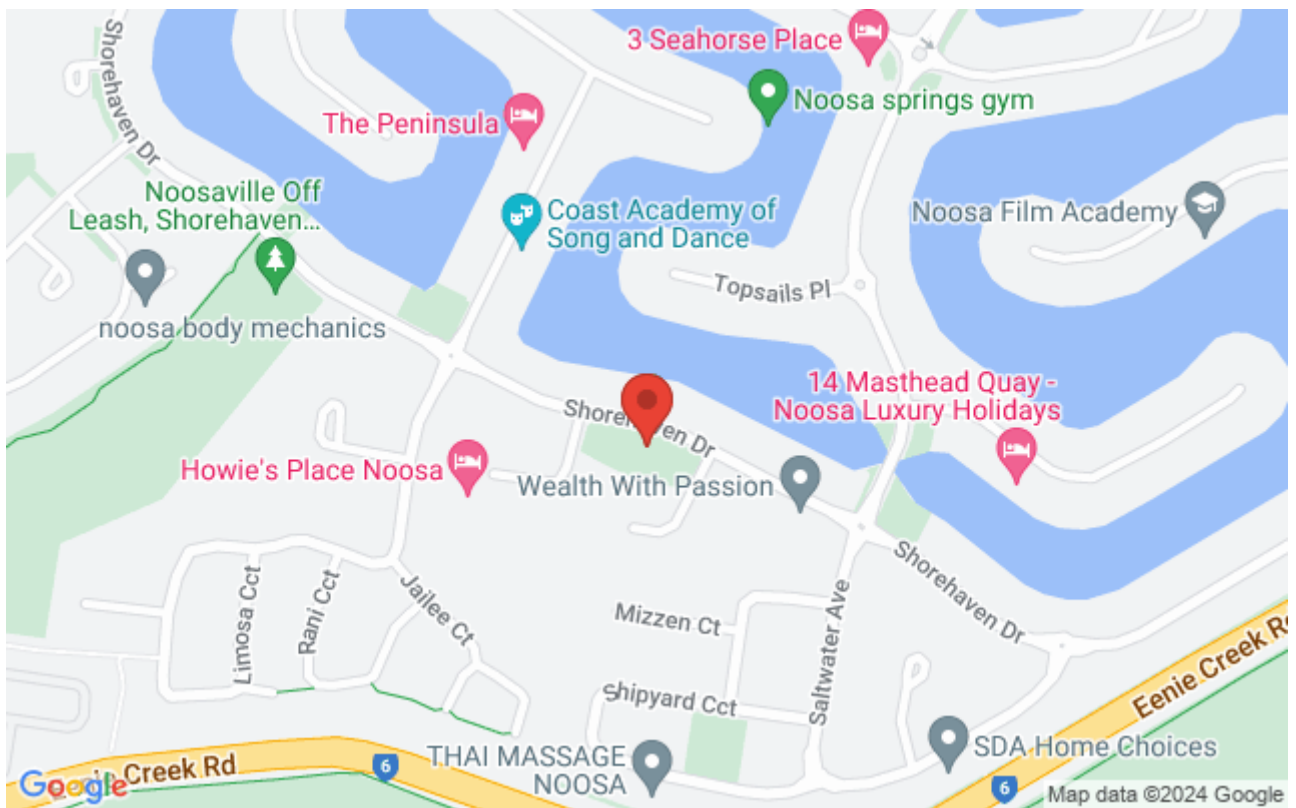 Shorehaven Dr
3 Seahorse Place
Noosa springs gym
The Peninsula
Noosaville Off
Leash, Shorehaven...
Coast Academy of
Song and Dance
Noosa Film Academy
Topsails Pl
noosa body mechanics
14 Masthead Quay -
Noosa Luxury Holidays
Shorehaven Dr
Howie's Place Noosa
Wealth With Passion
Shorehaven Dr
Limosa Cct
Rani Cct
Jailee Ct
Mizzen Ct
Saltwater Ave
Shipyard Cct
Eenie Creek R
THAI MASSAGE
NOOSA
SDA Home Choices
Creek Rd
6
6
Google
Map data ©2024 Google